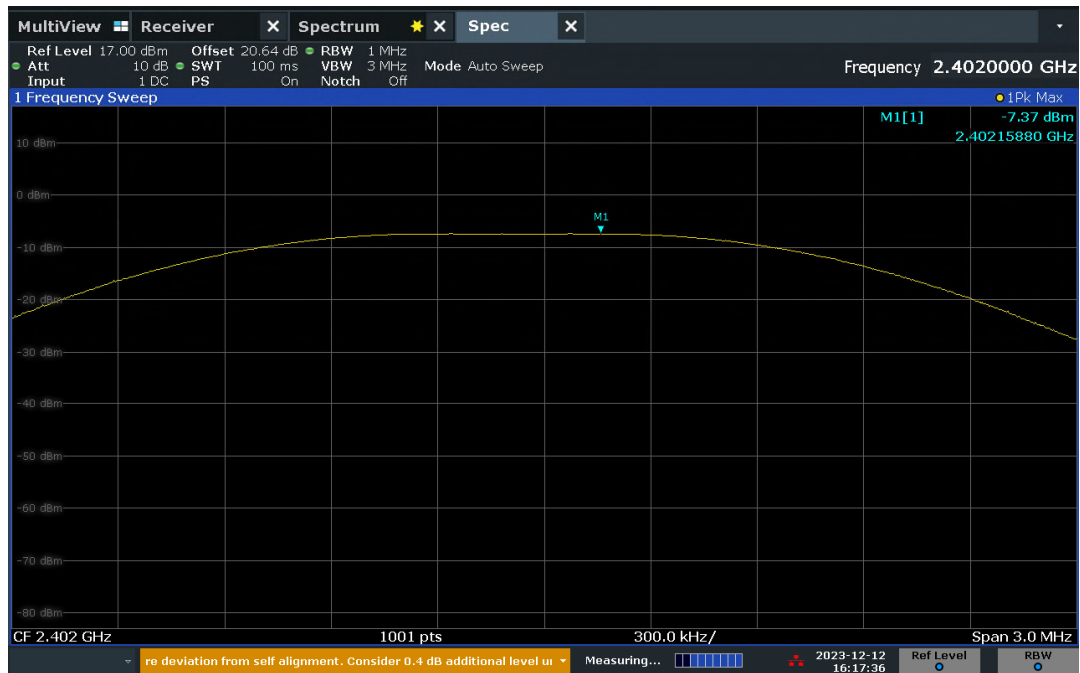 MultiView Receiver X Spectrum X Spec X
Ref Level 17.00 dBm Offset 20.64 dB RBW 1 MHz
Att 10 dB SWT 100 ms VBW 3 MHz Mode Auto Sweep
Input 1 DC PS On Notch Off
Frequency 2.4020000 GHz
1 Frequency Sweep 1Pk Max
M1[1] -7.37 dBm
2.40215880 GHz
10 dBm
0 dBm
M1
-10 dBm
-20 dBm
-30 dBm
-40 dBm
-50 dBm
-60 dBm
-70 dBm
-80 dBm
CF 2.402 GHz 1001 pts 300.0 kHz/ Span 3.0 MHz
re deviation from self alignment. Consider 0.4 dB additional level Measuring... 2023-12-12 Ref Level RBW
16:17:36